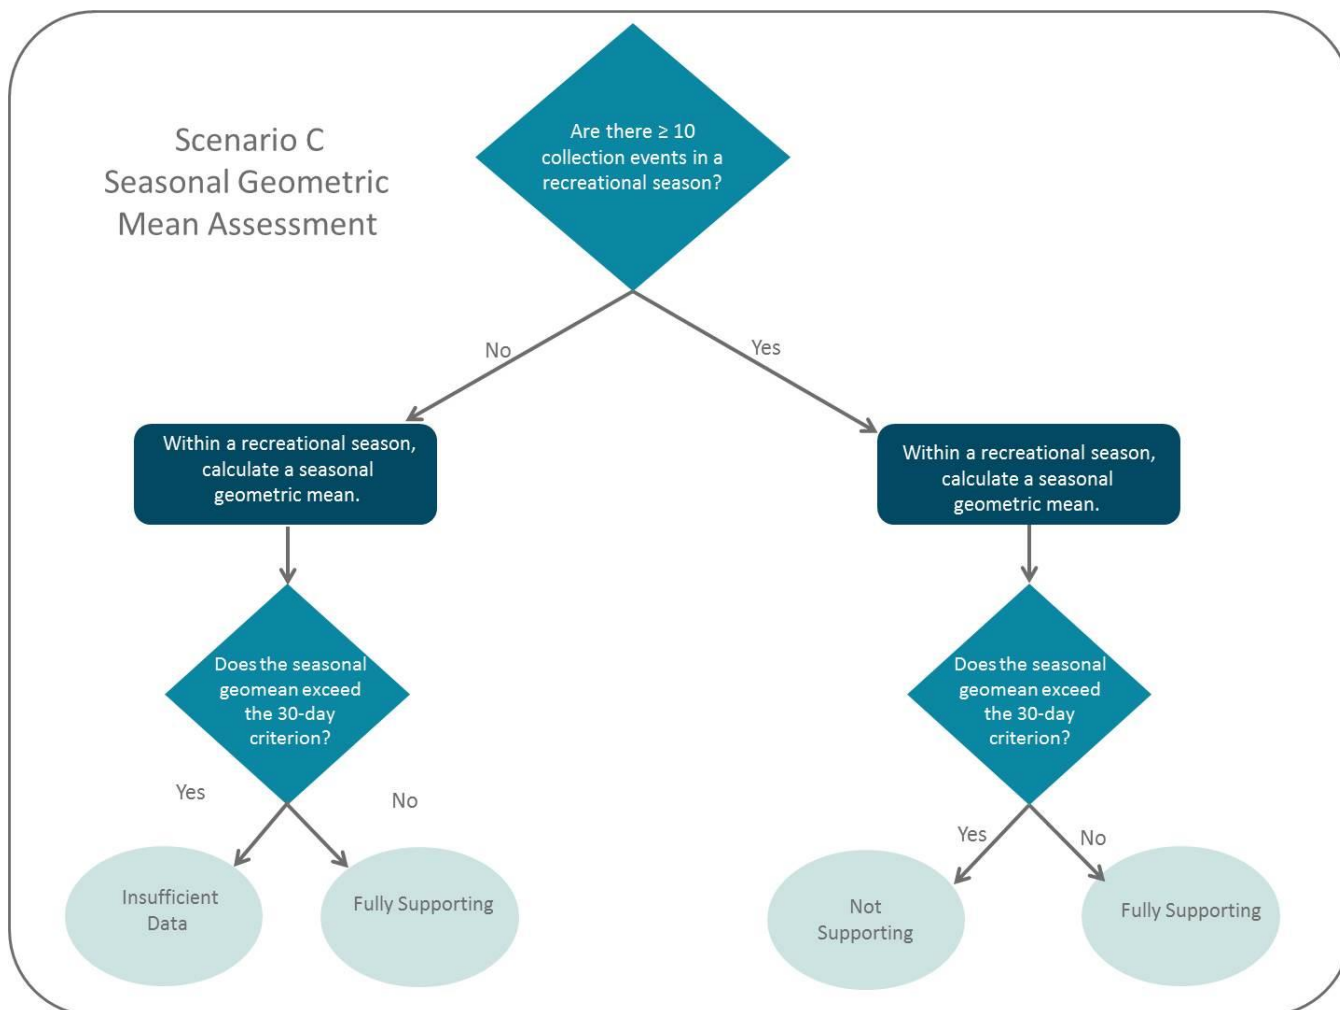 Scenario C
Seasonal Geometric
Mean Assessment
Are there ≥ 10
collection events in a
recreational season?
No
Yes
Within a recreational season,
calculate a seasonal
geometric mean.
Within a recreational season,
calculate a seasonal
geometric mean.
Does the seasonal
geomean exceed
the 30-day
criterion?
Does the seasonal
geomean exceed
the 30-day
criterion?
Yes
No
Yes
No
Insufficient
Data
Fully Supporting
Not
Supporting
Fully Supporting